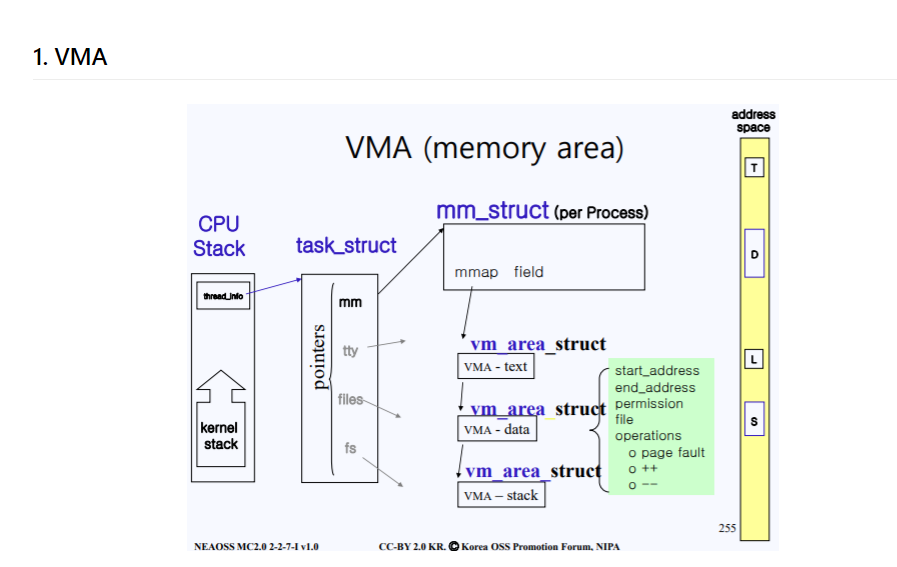 1. VMA
address
space
VMA (memory area)
T
mm_struct (per Process)
CPU
Stack
task_struct
D
mmap field
thread_info
mm
pointers
tty
vm_area_struct
VMA - text
L
start_address
end_address
permission
file
operations
o page fault
o ++
o --
files
vm_area_struct
VMA - data
S
kernel
stack
fs
vm_area_struct
VMA – stack
255
NEAOSS MC2.0 2-2-7-I v1.0
CC-BY 2.0 KR, © Korea OSS Promotion Forum, NIPA